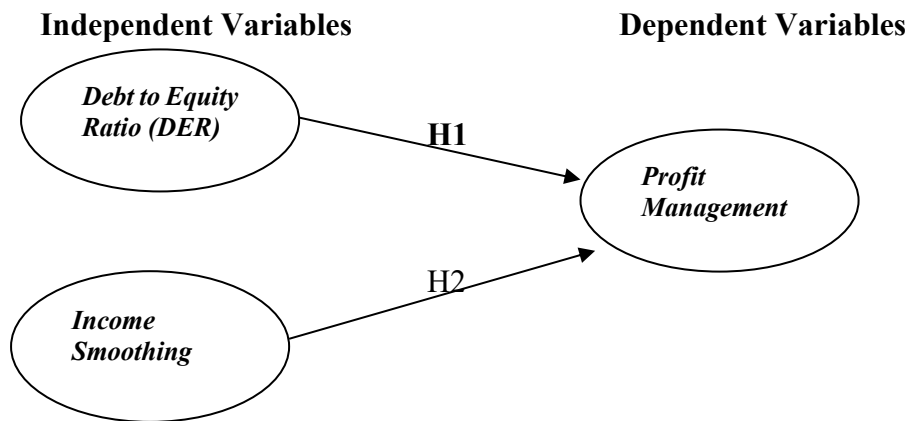 Independent Variables
Dependent Variables
Debt to Equity
Ratio (DER)
H1
Profit
Management
H2
Income
Smoothing